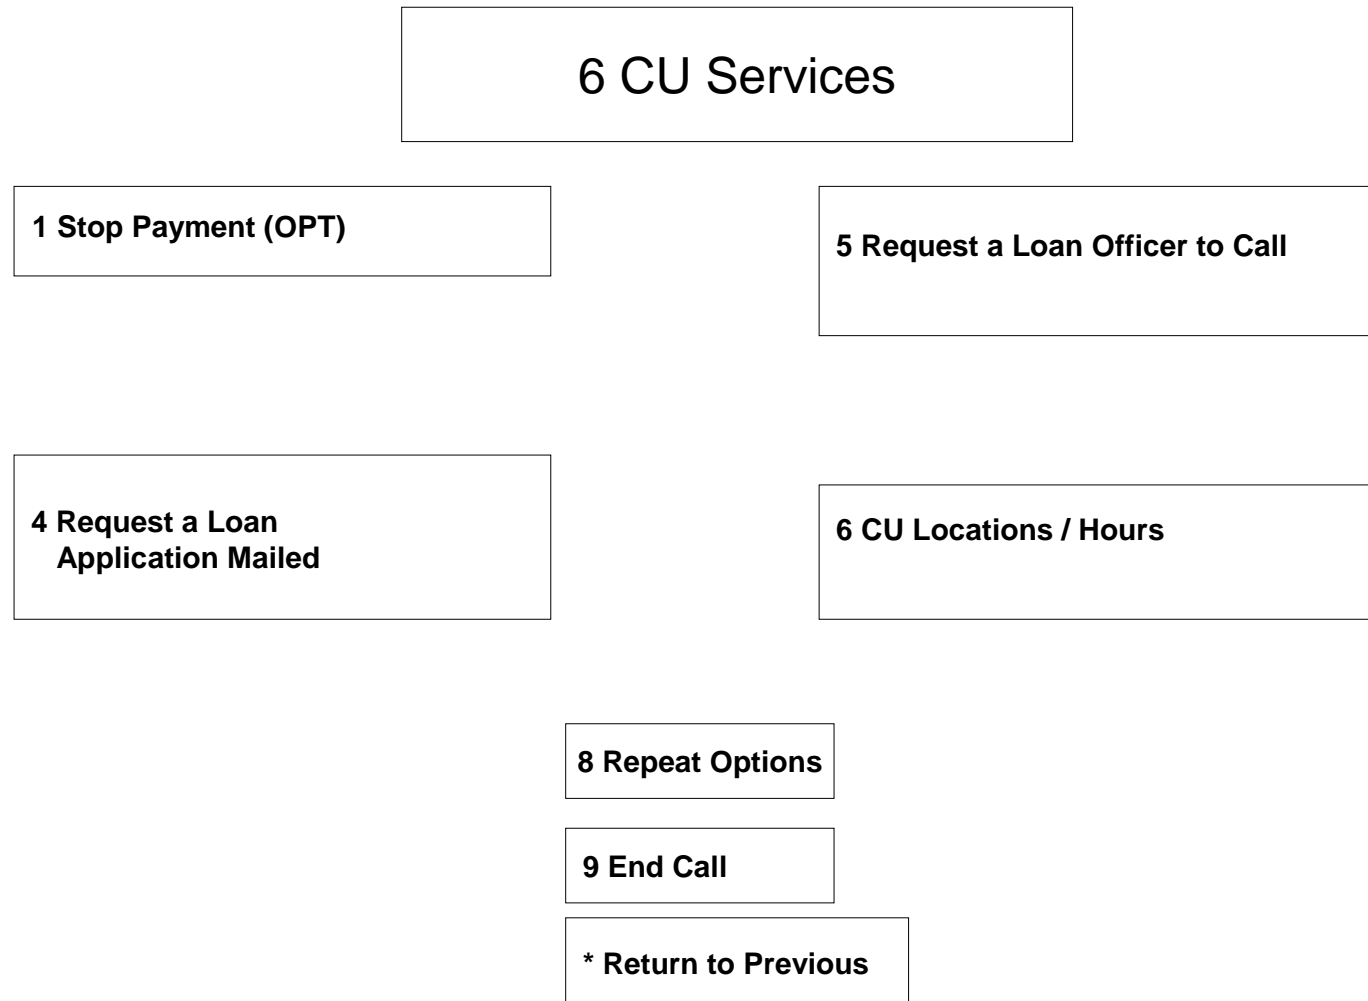 6 CU Services
1 Stop Payment (OPT)
5 Request a Loan Officer to Call
4 Request a Loan
Application Mailed
6 CU Locations / Hours
8 Repeat Options
9 End Call
* Return to Previous